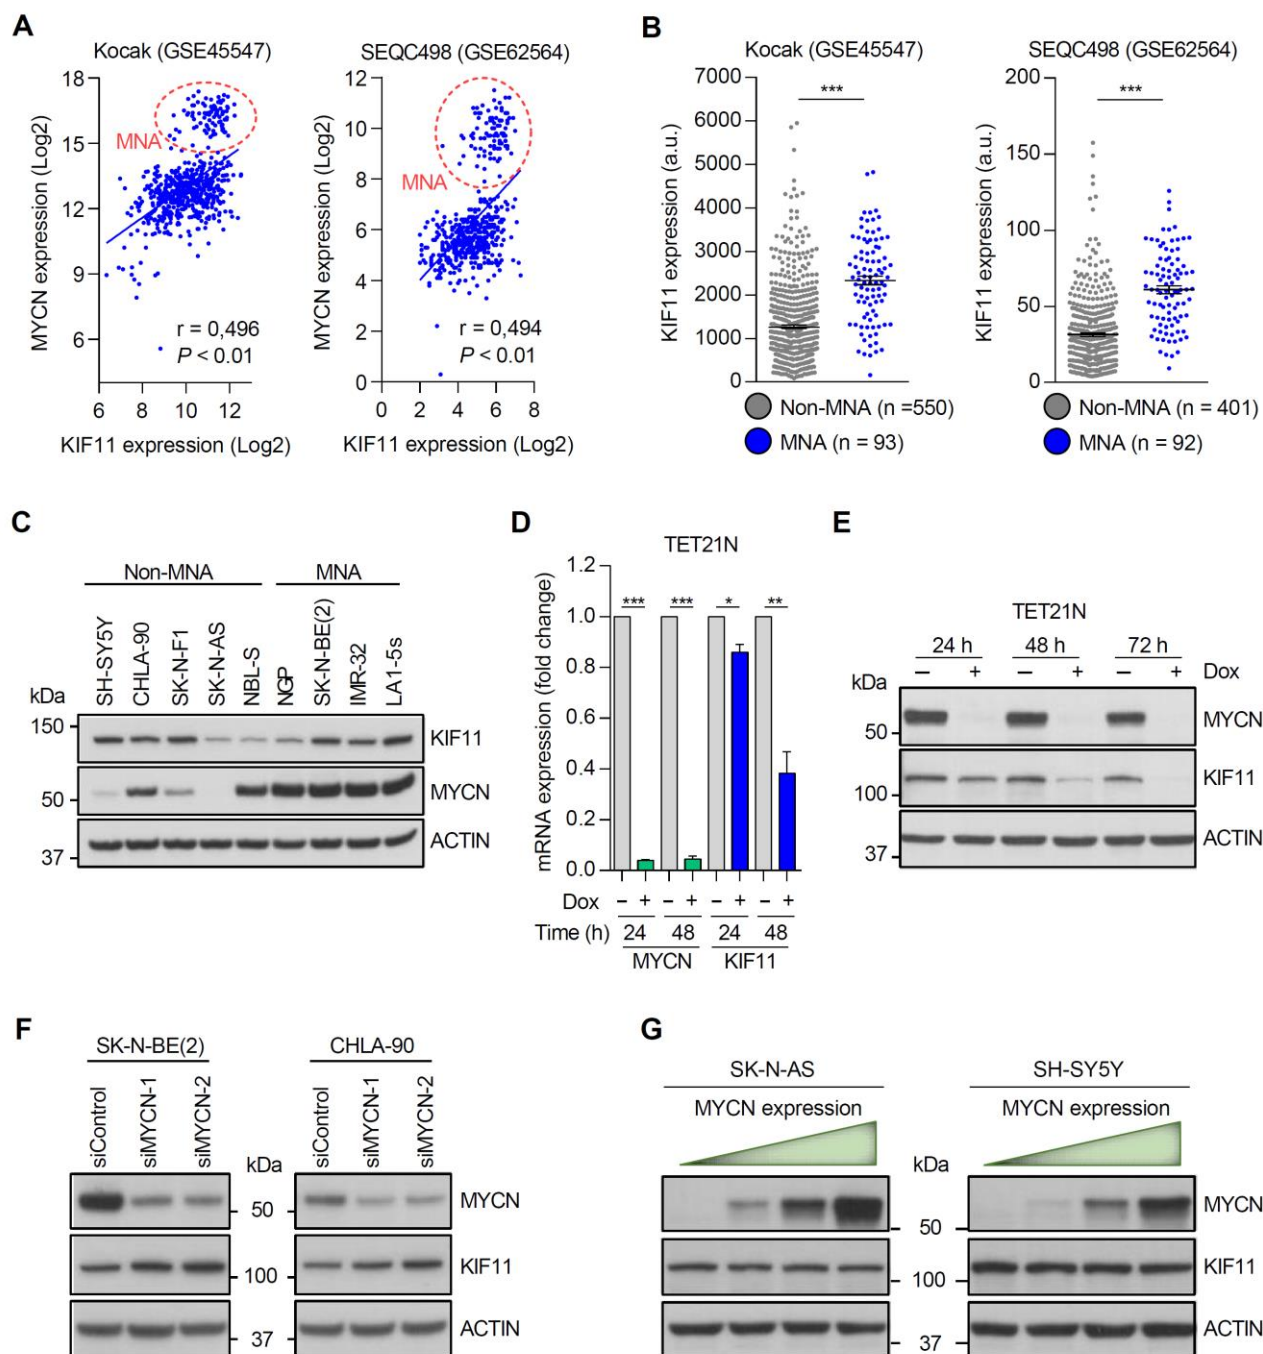 A
Kocak (GSE45547)
18
15
12
9
6
MYCN expression (Log2)
MNA
r = 0,496
P < 0.01
6 8 10 12
KIF11 expression (Log2)
SEQC498 (GSE62564)
12
10
8
6
4
2
0
MYCN expression (Log2)
MNA
r = 0,494
P < 0.01
0 2 4 6 8
KIF11 expression (Log2)
B
Kocak (GSE45547)
7000
6000
5000
4000
3000
2000
1000
0
KIF11 expression (a.u.)
***
Non-MNA (n =550)
MNA (n = 93)
SEQC498 (GSE62564)
200
150
100
50
0
KIF11 expression (a.u.)
***
Non-MNA (n = 401)
MNA (n = 92)
C
Non-MNA MNA
SH-SY5Y
CHLA-90
SK-N-F1
SK-N-AS
NBL-S
NGP
SK-N-BE(2)
IMR-32
LA1-5s
kDa
150
KIF11
50
MYCN
37
ACTIN
D
TET21N
1.2
1.0
0.8
0.6
0.4
0.2
0.0
mRNA expression (fold change)
*** *** * **
Dox – + – + – + – +
Time (h) 24 48 24 48
MYCN KIF11
E
TET21N
24 h 48 h 72 h
– + – + – + Dox
kDa
50
MYCN
100
KIF11
37
ACTIN
F
SK-N-BE(2)
siControl
siMYCN-1
siMYCN-2
CHLA-90
siControl
siMYCN-1
siMYCN-2
kDa
50
MYCN
100
KIF11
37
ACTIN
G
SK-N-AS
MYCN expression
SH-SY5Y
MYCN expression
kDa
50
MYCN
100
KIF11
37
ACTIN